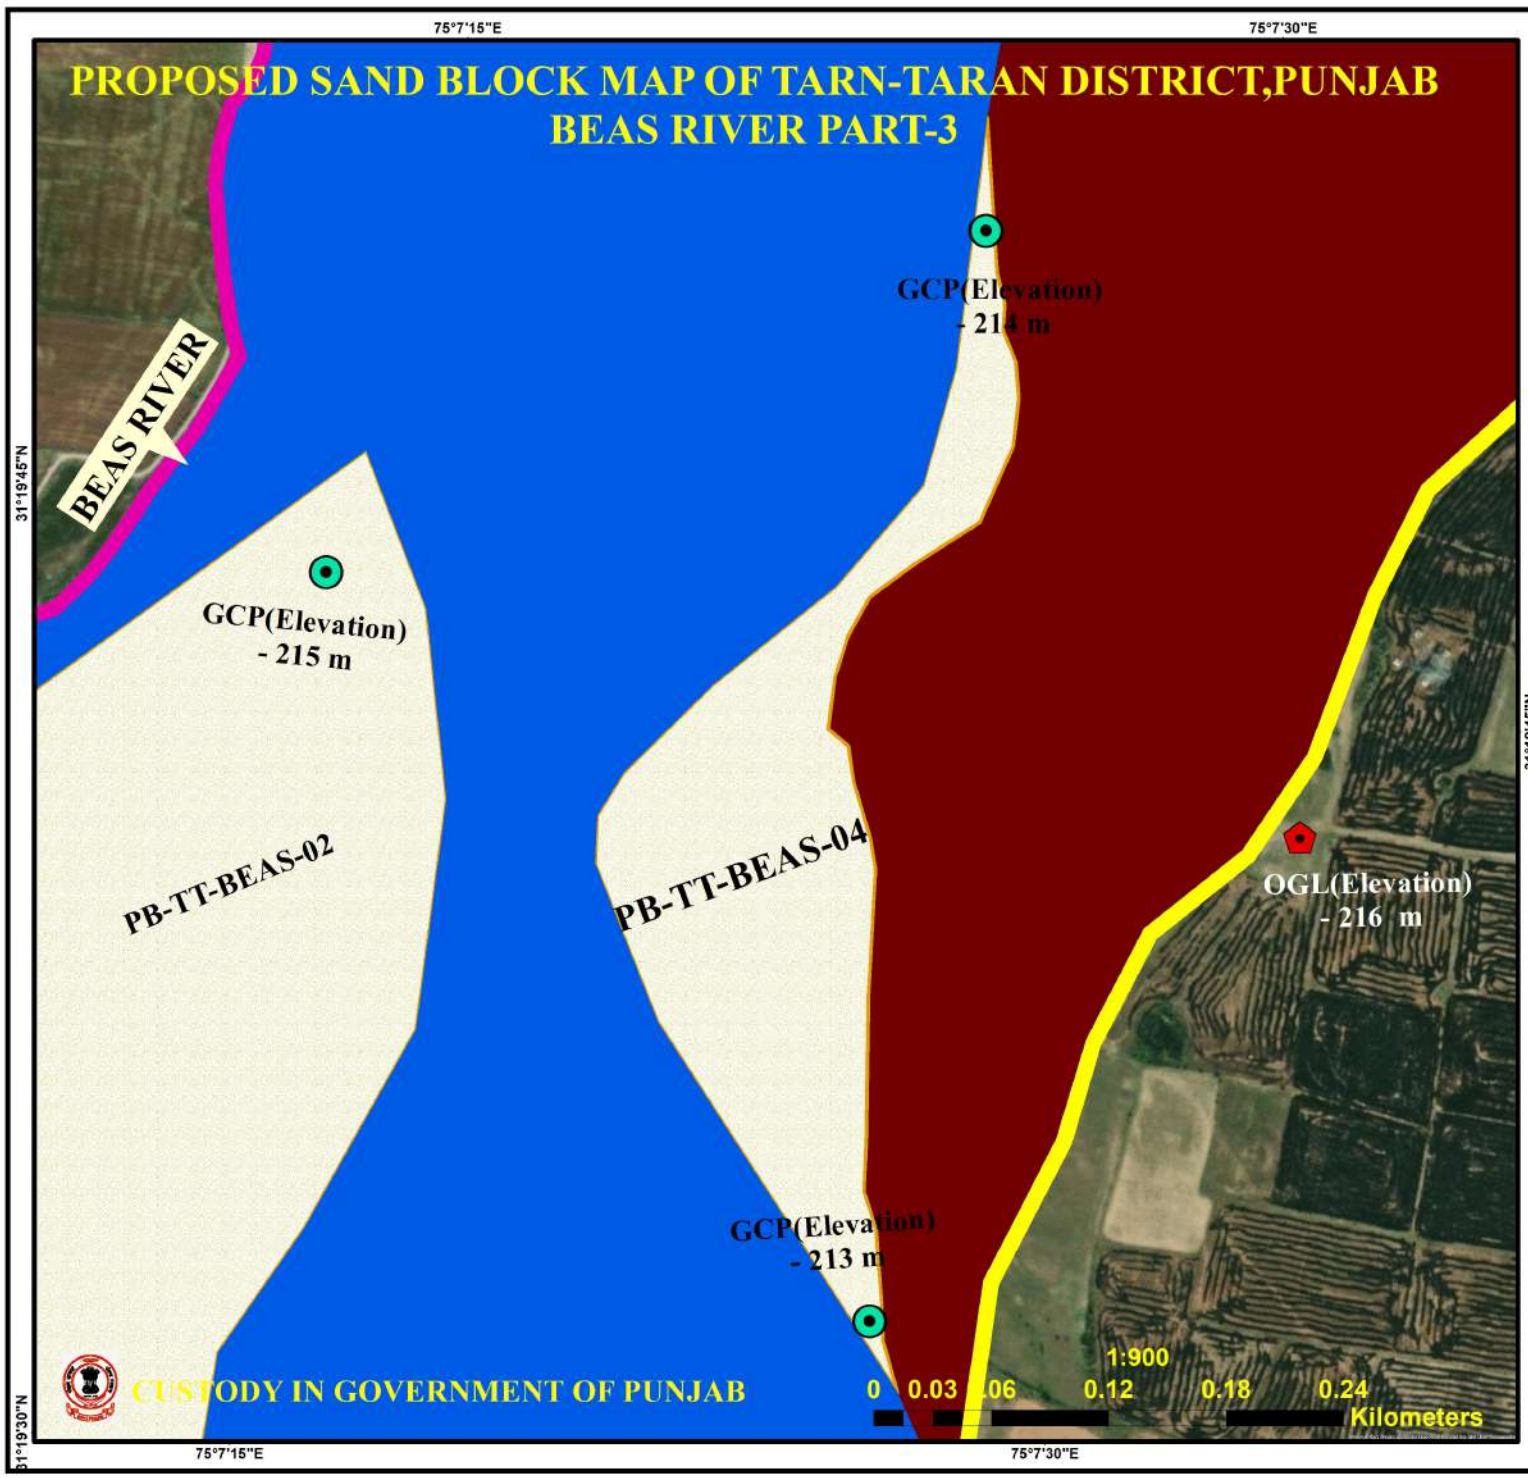 75°7'15"E
75°7'30"E
PROPOSED SAND BLOCK MAP OF TARN-TARAN DISTRICT,PUNJAB
BEAS RIVER PART-3
GCP(Elevation)
- 214 m
BEAS RIVER
31°19'45"N
GCP(Elevation)
- 215 m
PB-TT-BEAS-02
PB-TT-BEAS-04
OGL(Elevation)
- 216 m
GCP(Elevation)
- 213 m
1:900
CUSTODY IN GOVERNMENT OF PUNJAB
0 0.03 .06 0.12 0.18 0.24
Kilometers
31°19'30"N
75°7'15"E
75°7'30"E